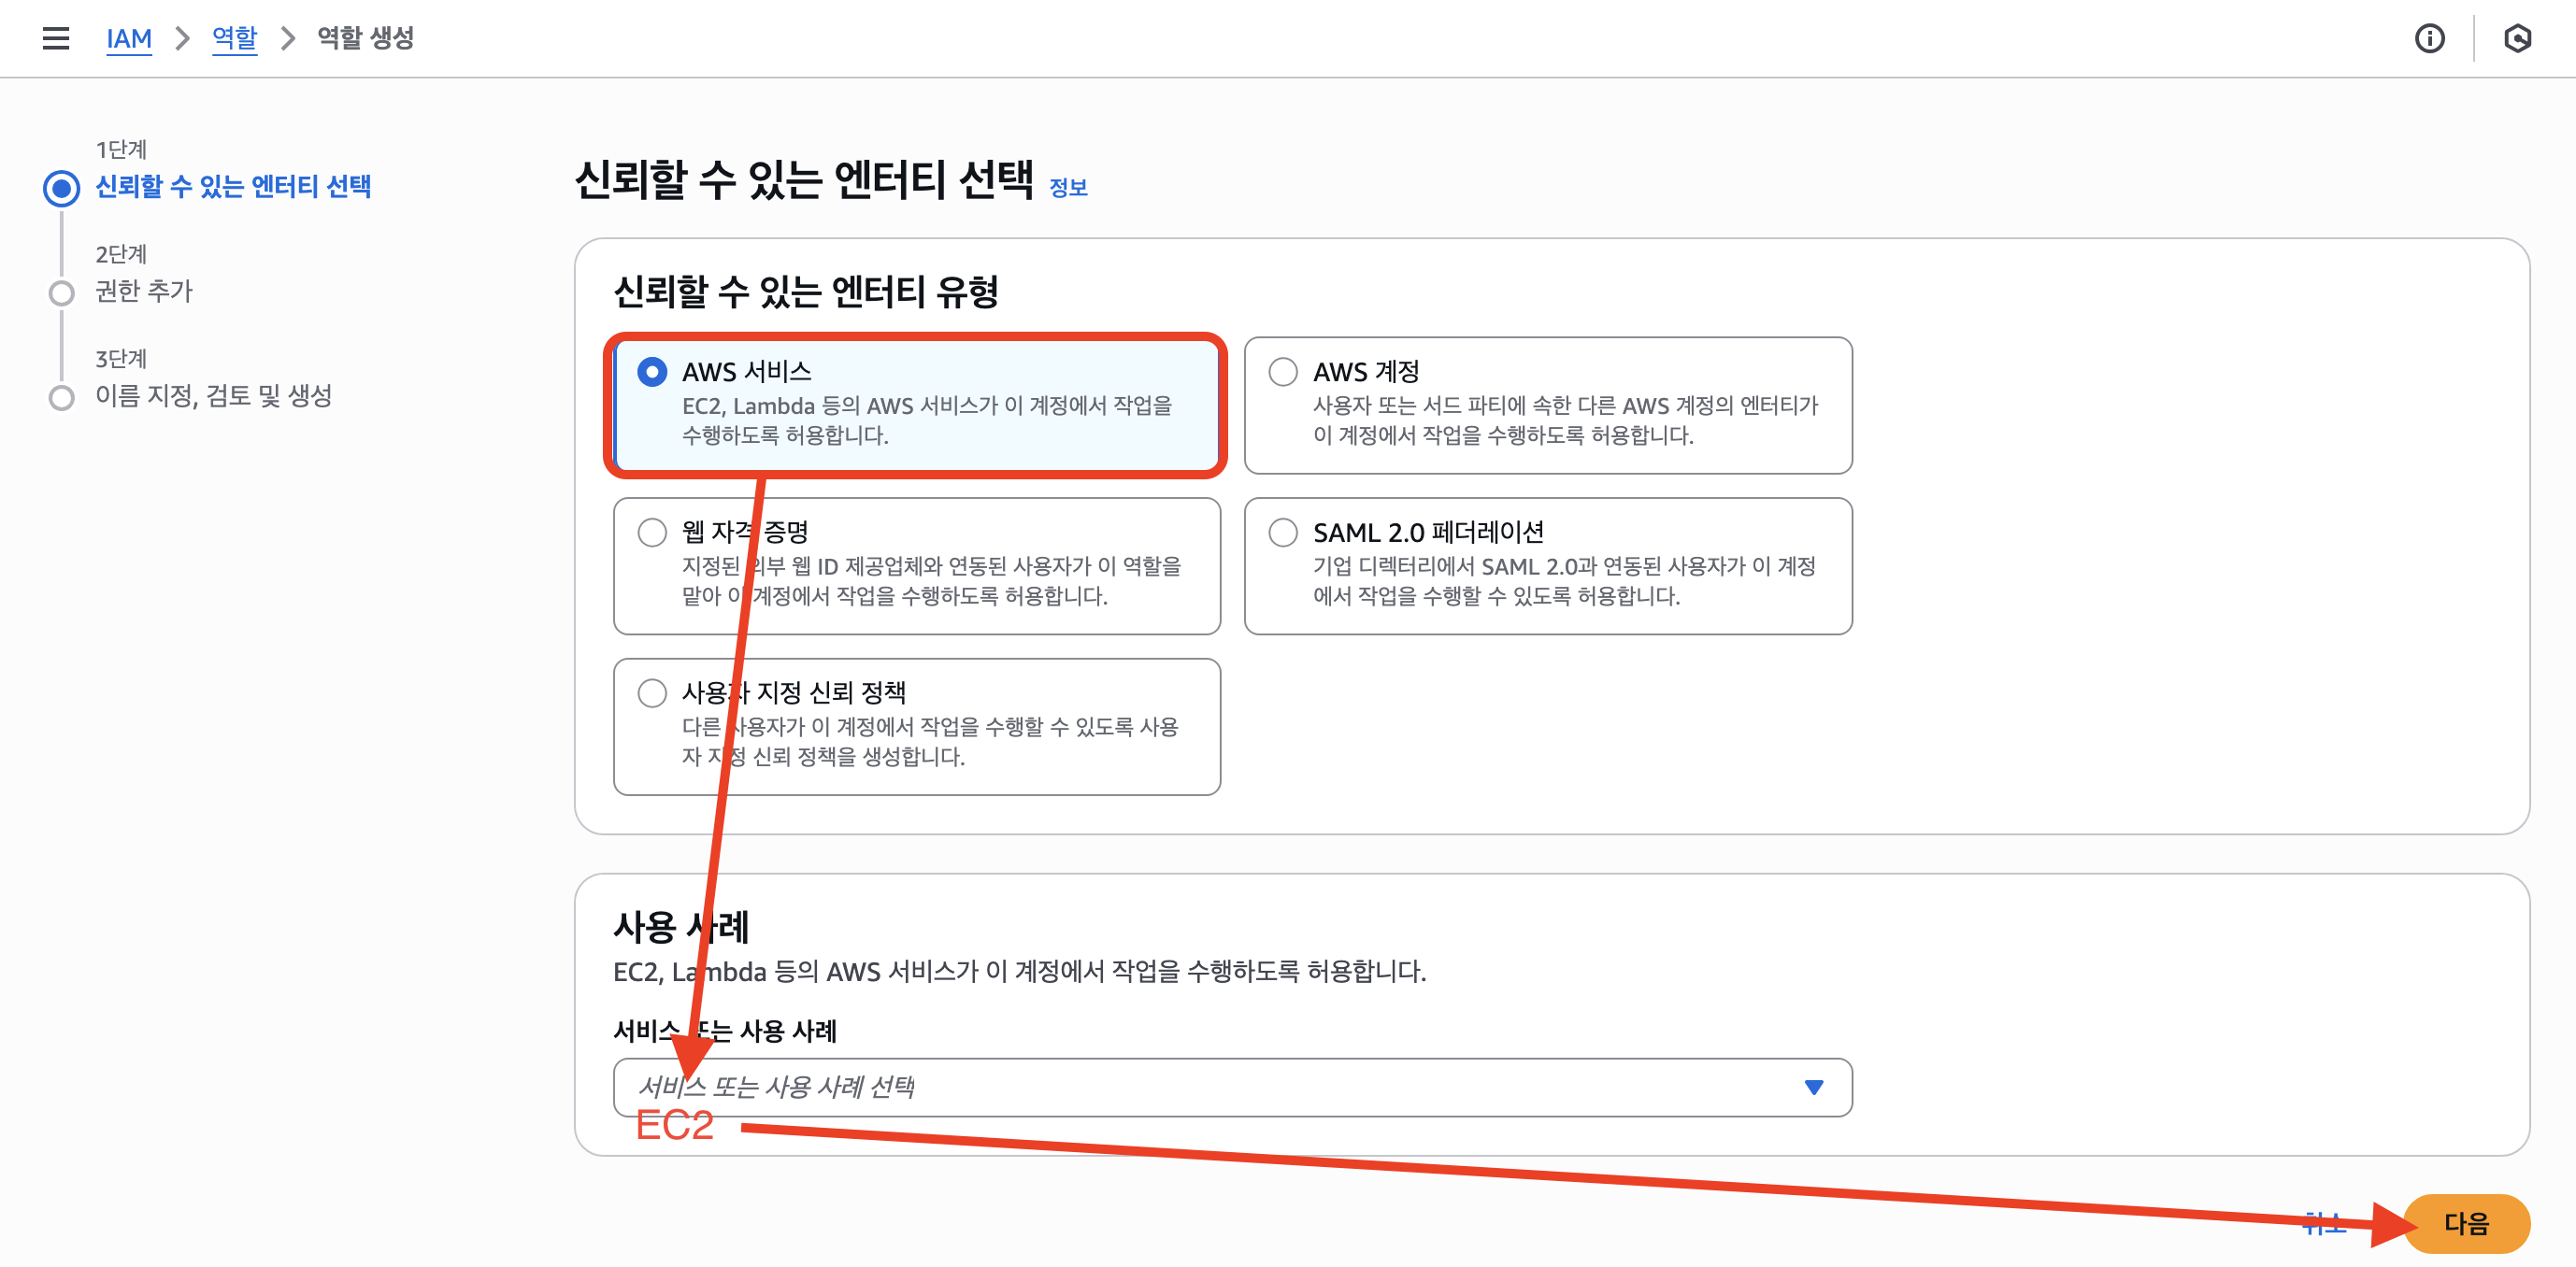 IAM > 역할 > 역할 생성
1단계
신뢰할 수 있는 엔터티 선택
2단계
권한 추가
3단계
이름 지정, 검토 및 생성
신뢰할 수 있는 엔터티 선택 정보
신뢰할 수 있는 엔터티 유형
AWS 서비스
EC2, Lambda 등의 AWS 서비스가 이 계정에서 작업을
수행하도록 허용합니다.
AWS 계정
사용자 또는 서드 파티에 속한 다른 AWS 계정의 엔터티가
이 계정에서 작업을 수행하도록 허용합니다.
웹 자격 증명
지정된 외부 웹 ID 제공업체와 연동된 사용자가 이 역할을
맡아 이 계정에서 작업을 수행하도록 허용합니다.
SAML 2.0 페더레이션
기업 디렉터리에서 SAML 2.0과 연동된 사용자가 이 계정
에서 작업을 수행할 수 있도록 허용합니다.
사용자 지정 신뢰 정책
다른 사용자가 이 계정에서 작업을 수행할 수 있도록 사용
자 지정 신뢰 정책을 생성합니다.
사용 사례
EC2, Lambda 등의 AWS 서비스가 이 계정에서 작업을 수행하도록 허용합니다.
서비스 또는 사용 사례
서비스 또는 사용 사례 선택
EC2
취소
다음